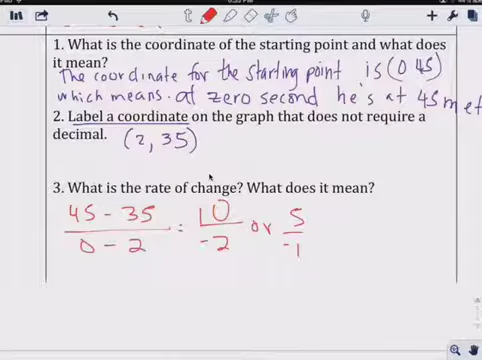 1. What is the coordinate of the starting point and what does
it mean?
The coordinate for the starting point is (0 45)
which means. at zero second he's at 45 met
2. Label a coordinate on the graph that does not require a
decimal. (2, 35)
3. What is the rate of change? What does it mean?
45 - 35 / 0 - 2 = 10 / -2 or 5 / -1